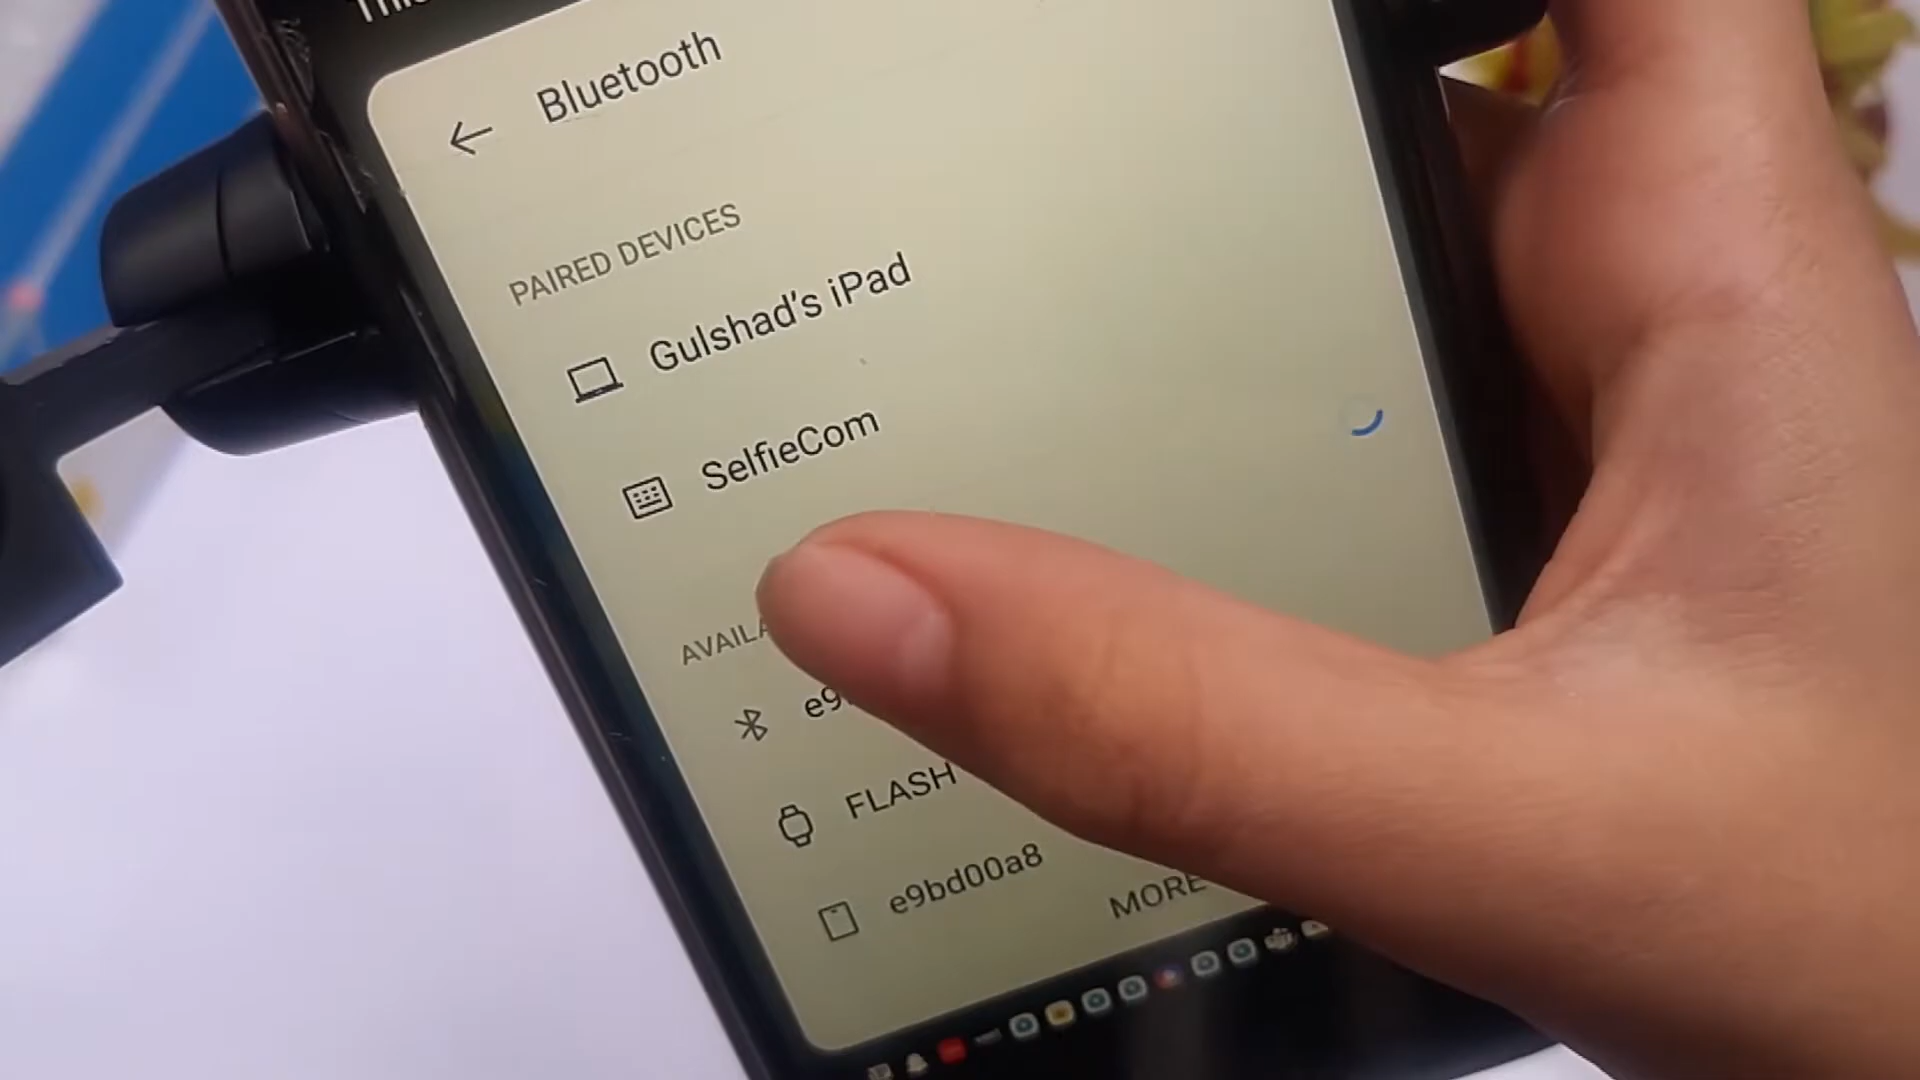 Bluetooth
PAIRED DEVICES
Gulshad's iPad
SelfieCom
FLASH
e9bd00a8
MORE